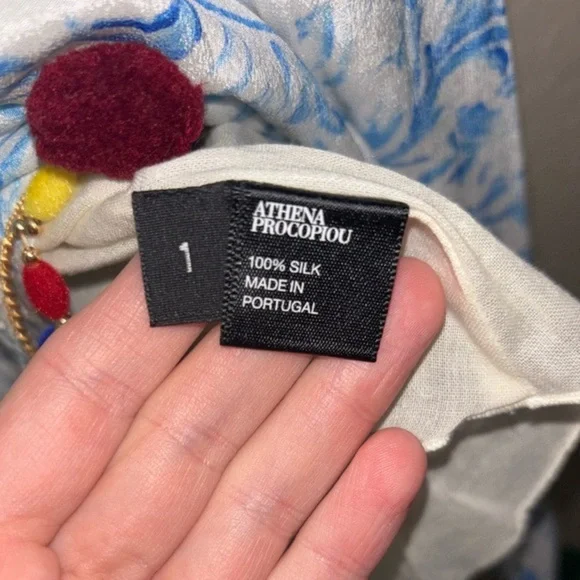 1
ATHENA
PROCOPIOU
100% SILK
MADE IN
PORTUGAL